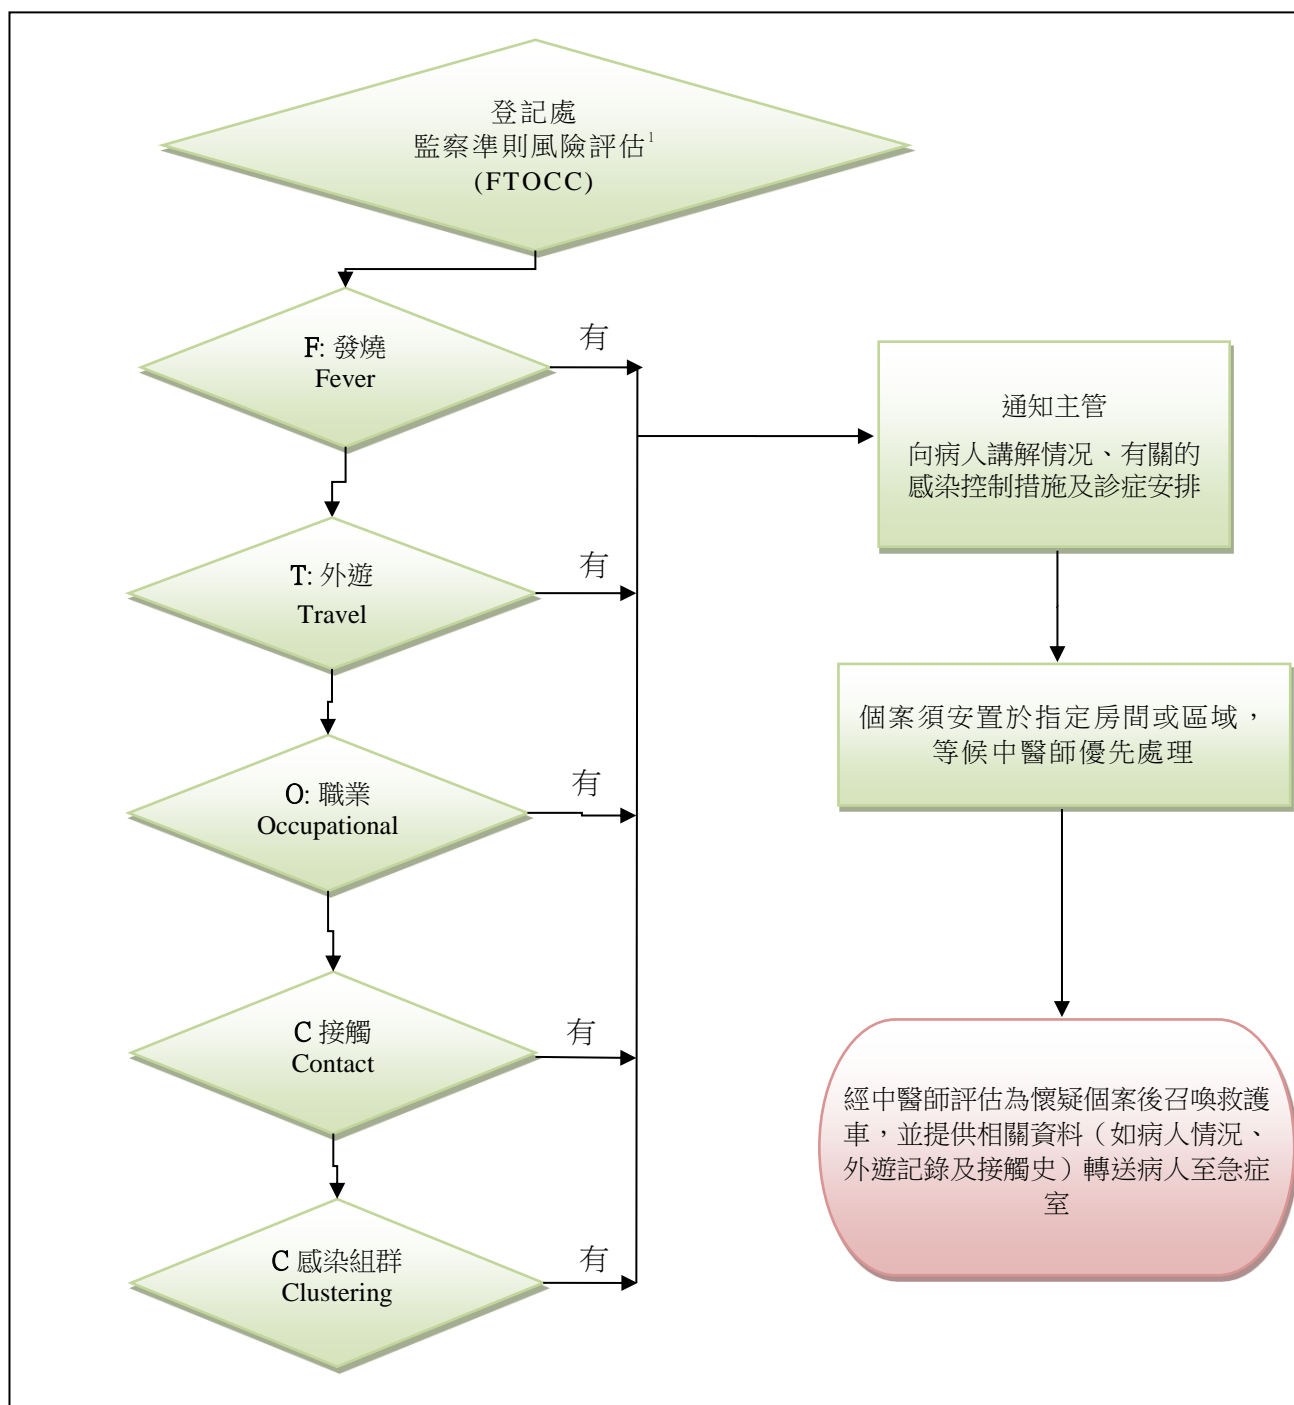 登記處
監察準則風險評估1
(FTOCC)
F: 發燒
Fever
有
T: 外遊
Travel
有
O: 職業
Occupational
有
C 接觸
Contact
有
C 感染組群
Clustering
有
通知主管
向病人講解情況、有關的
感染控制措施及診症安排
個案須安置於指定房間或區域，
等候中醫師優先處理
經中醫師評估為懷疑個案後召喚救護
車，並提供相關資料（如病人情況、
外遊記錄及接觸史）轉送病人至急症
室